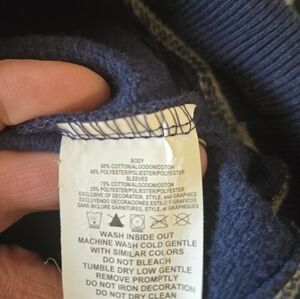 BODY
60% COTTON/ALGODON/COTON
40% POLYESTER/POLIESTER/POLYESTER
SLEEVES
75% COTTON/ALGODON/COTON
25% POLYESTER/POLIESTER/POLYESTER
EXCLUSIVE OF DECORATION, STYLE, and GRAPHICS
EXCLUYENDO DECORACIONES ESTILO Y GRAFICOS
SANS INCLURE GARNITURES, STYLE, et GRAPHIQUES
WASH INSIDE OUT
MACHINE WASH COLD GENTLE
WITH SIMILAR COLORS
DO NOT BLEACH
TUMBLE DRY LOW GENTLE
REMOVE PROMPTLY
DO NOT IRON DECORATION
DO NOT DRY CLEAN